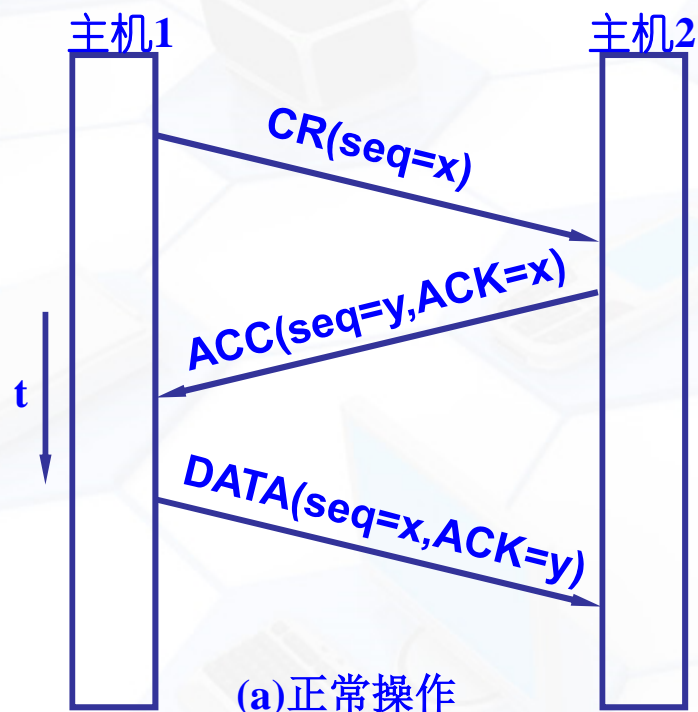 主机1
主机2
CR(seq=x)
ACC(seq=y,ACK=x)
t
DATA(seq=x,ACK=y)
(a)正常操作